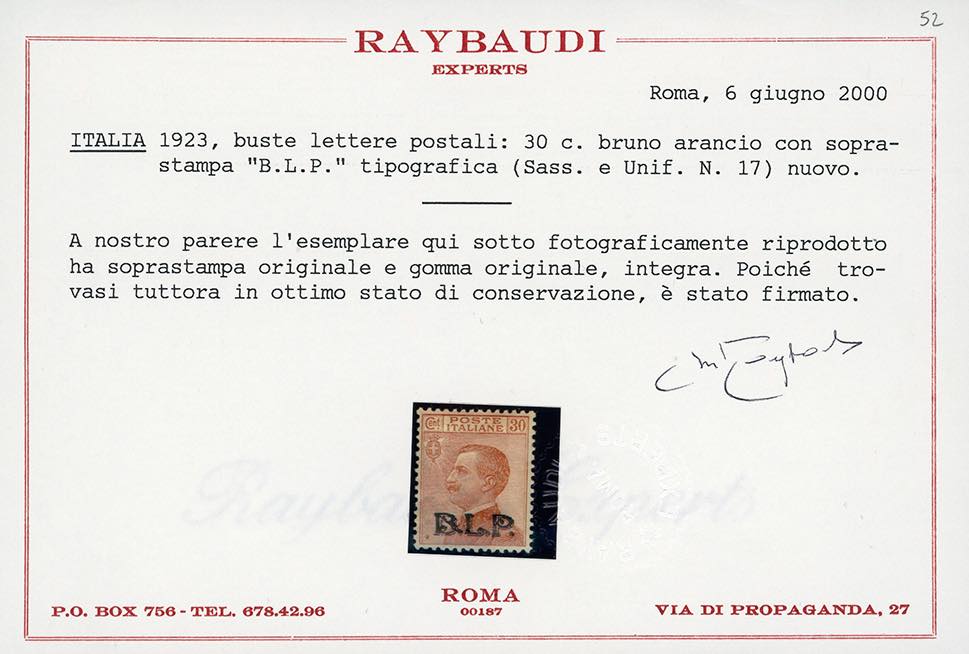 52
RAYBAUDI
EXPERTS
Roma, 6 giugno 2000
ITALIA 1923, buste lettere postali: 30 c. bruno arancio con sopra-
stampa "B.L.P." tipografica (Sass. e Unif. N. 17) nuovo.
A nostro parere l'esemplare qui sotto fotograficamente riprodotto
ha soprastampa originale e gomma originale, integra. Poiché tro-
vasi tuttora in ottimo stato di conservazione, è stato firmato.
Cent POSTE ITALIANE 30
B.L.P.
ROMA
00187
P.O. BOX 756 - TEL. 678.42.96
VIA DI PROPAGANDA, 27